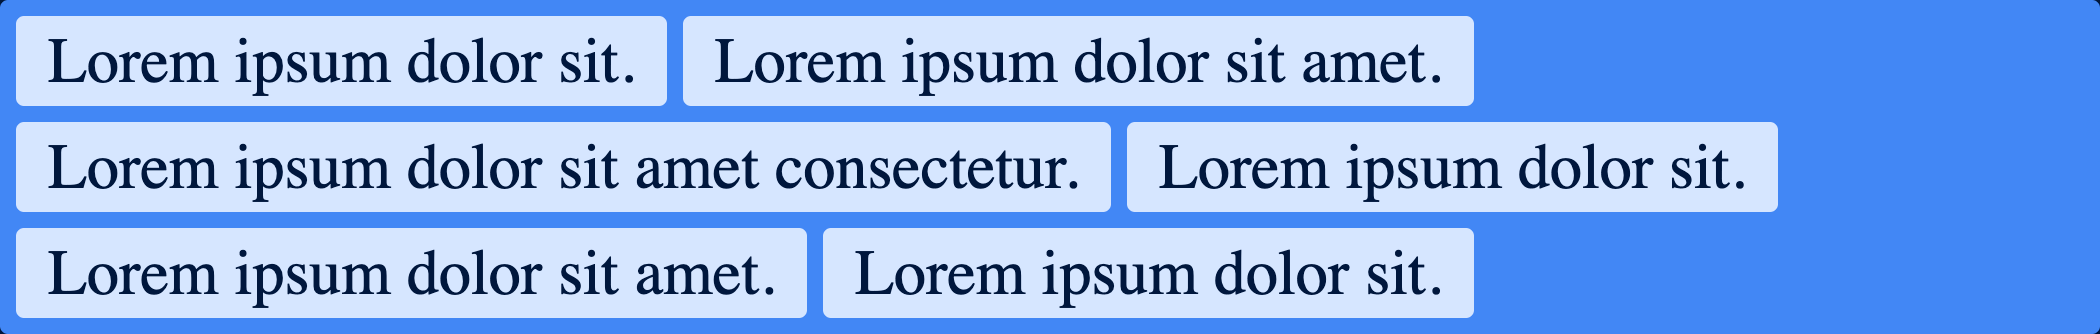 Lorem ipsum dolor sit. Lorem ipsum dolor sit amet.
Lorem ipsum dolor sit amet consectetur. Lorem ipsum dolor sit.
Lorem ipsum dolor sit amet. Lorem ipsum dolor sit.